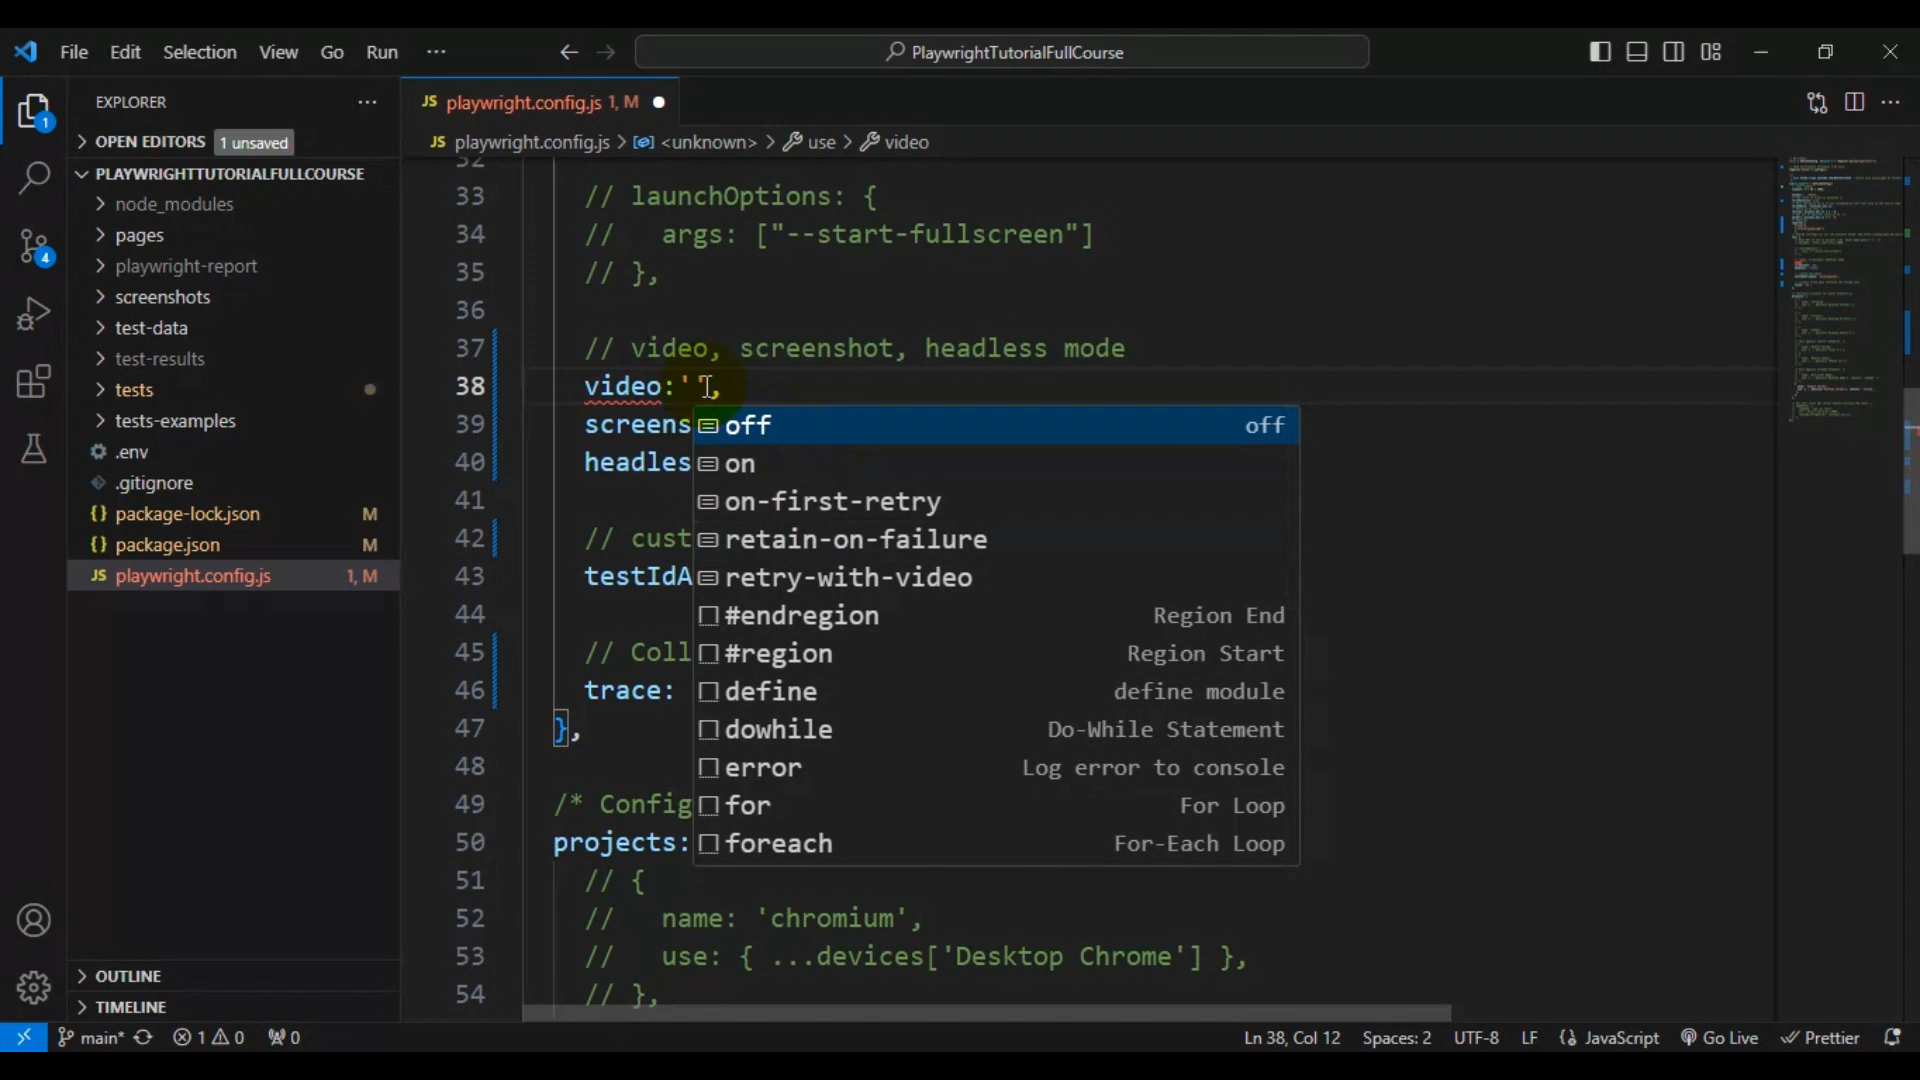 File Edit Selection View Go Run ···
PlaywrightTutorialFullCourse
EXPLORER
OPEN EDITORS 1 unsaved
PLAYWRIGHTTUTORIALFULLCOURSE
node_modules
pages
playwright-report
screenshots
test-data
test-results
tests
tests-examples
.env
.gitignore
{} package-lock.json M
{} package.json M
JS playwright.config.js 1, M
OUTLINE
TIMELINE
1
4
JS playwright.config.js 1, M
JS playwright.config.js > <unknown> > use > video
32
33 // launchOptions: {
34 //   args: ["--start-fullscreen"]
35 // },
36
37 // video, screenshot, headless mode
38 video:'',
39 screens
40 headles
41
42 // cust
43 testIdA
44
45 // Coll
46 trace:
47 },
48
49 /* Config
50 projects:
51 // {
52 //   name: 'chromium',
53 //   use: { ...devices['Desktop Chrome'] },
54 // },
off off
on
on-first-retry
retain-on-failure
retry-with-video
#endregion Region End
#region Region Start
define define module
dowhile Do-While Statement
error Log error to console
for For Loop
foreach For-Each Loop
main* 1 0 0
Ln 38, Col 12 Spaces: 2 UTF-8 LF {} JavaScript Go Live Prettier